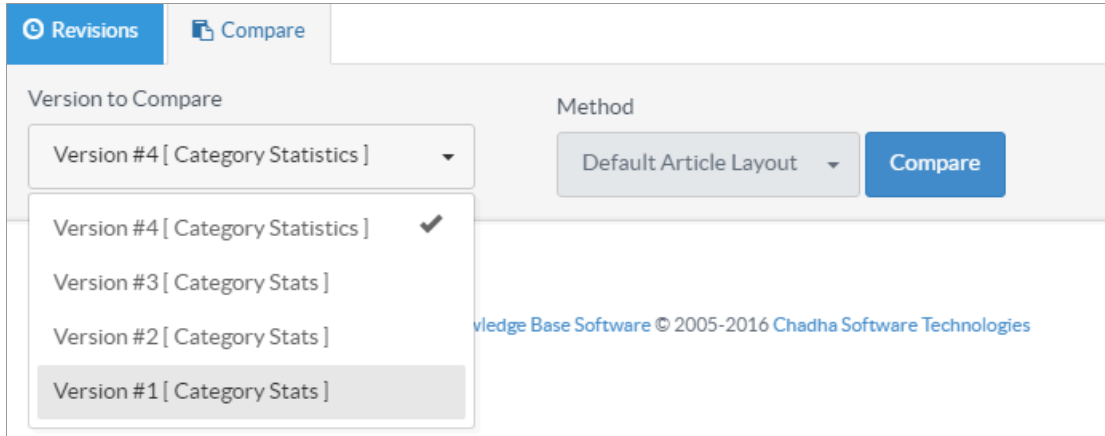 Revisions
Compare
Version to Compare
Method
Version #4 [ Category Statistics ]
Default Article Layout
Compare
Version #4 [ Category Statistics ]
Version #3 [ Category Stats ]
Version #2 [ Category Stats ]
Base Software © 2005-2016 Chadha Software Technologies
Version #1 [ Category Stats ]